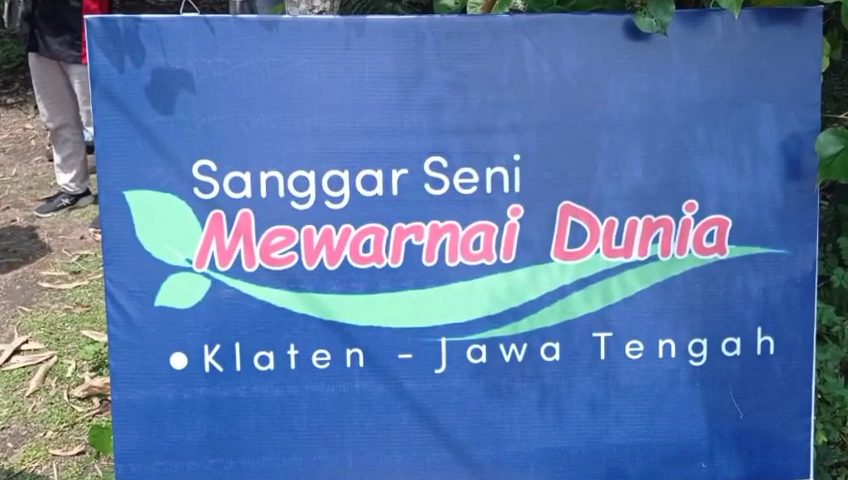 Sanggar Seni
Mewarnai Dunia
• Klaten - Jawa Tengah